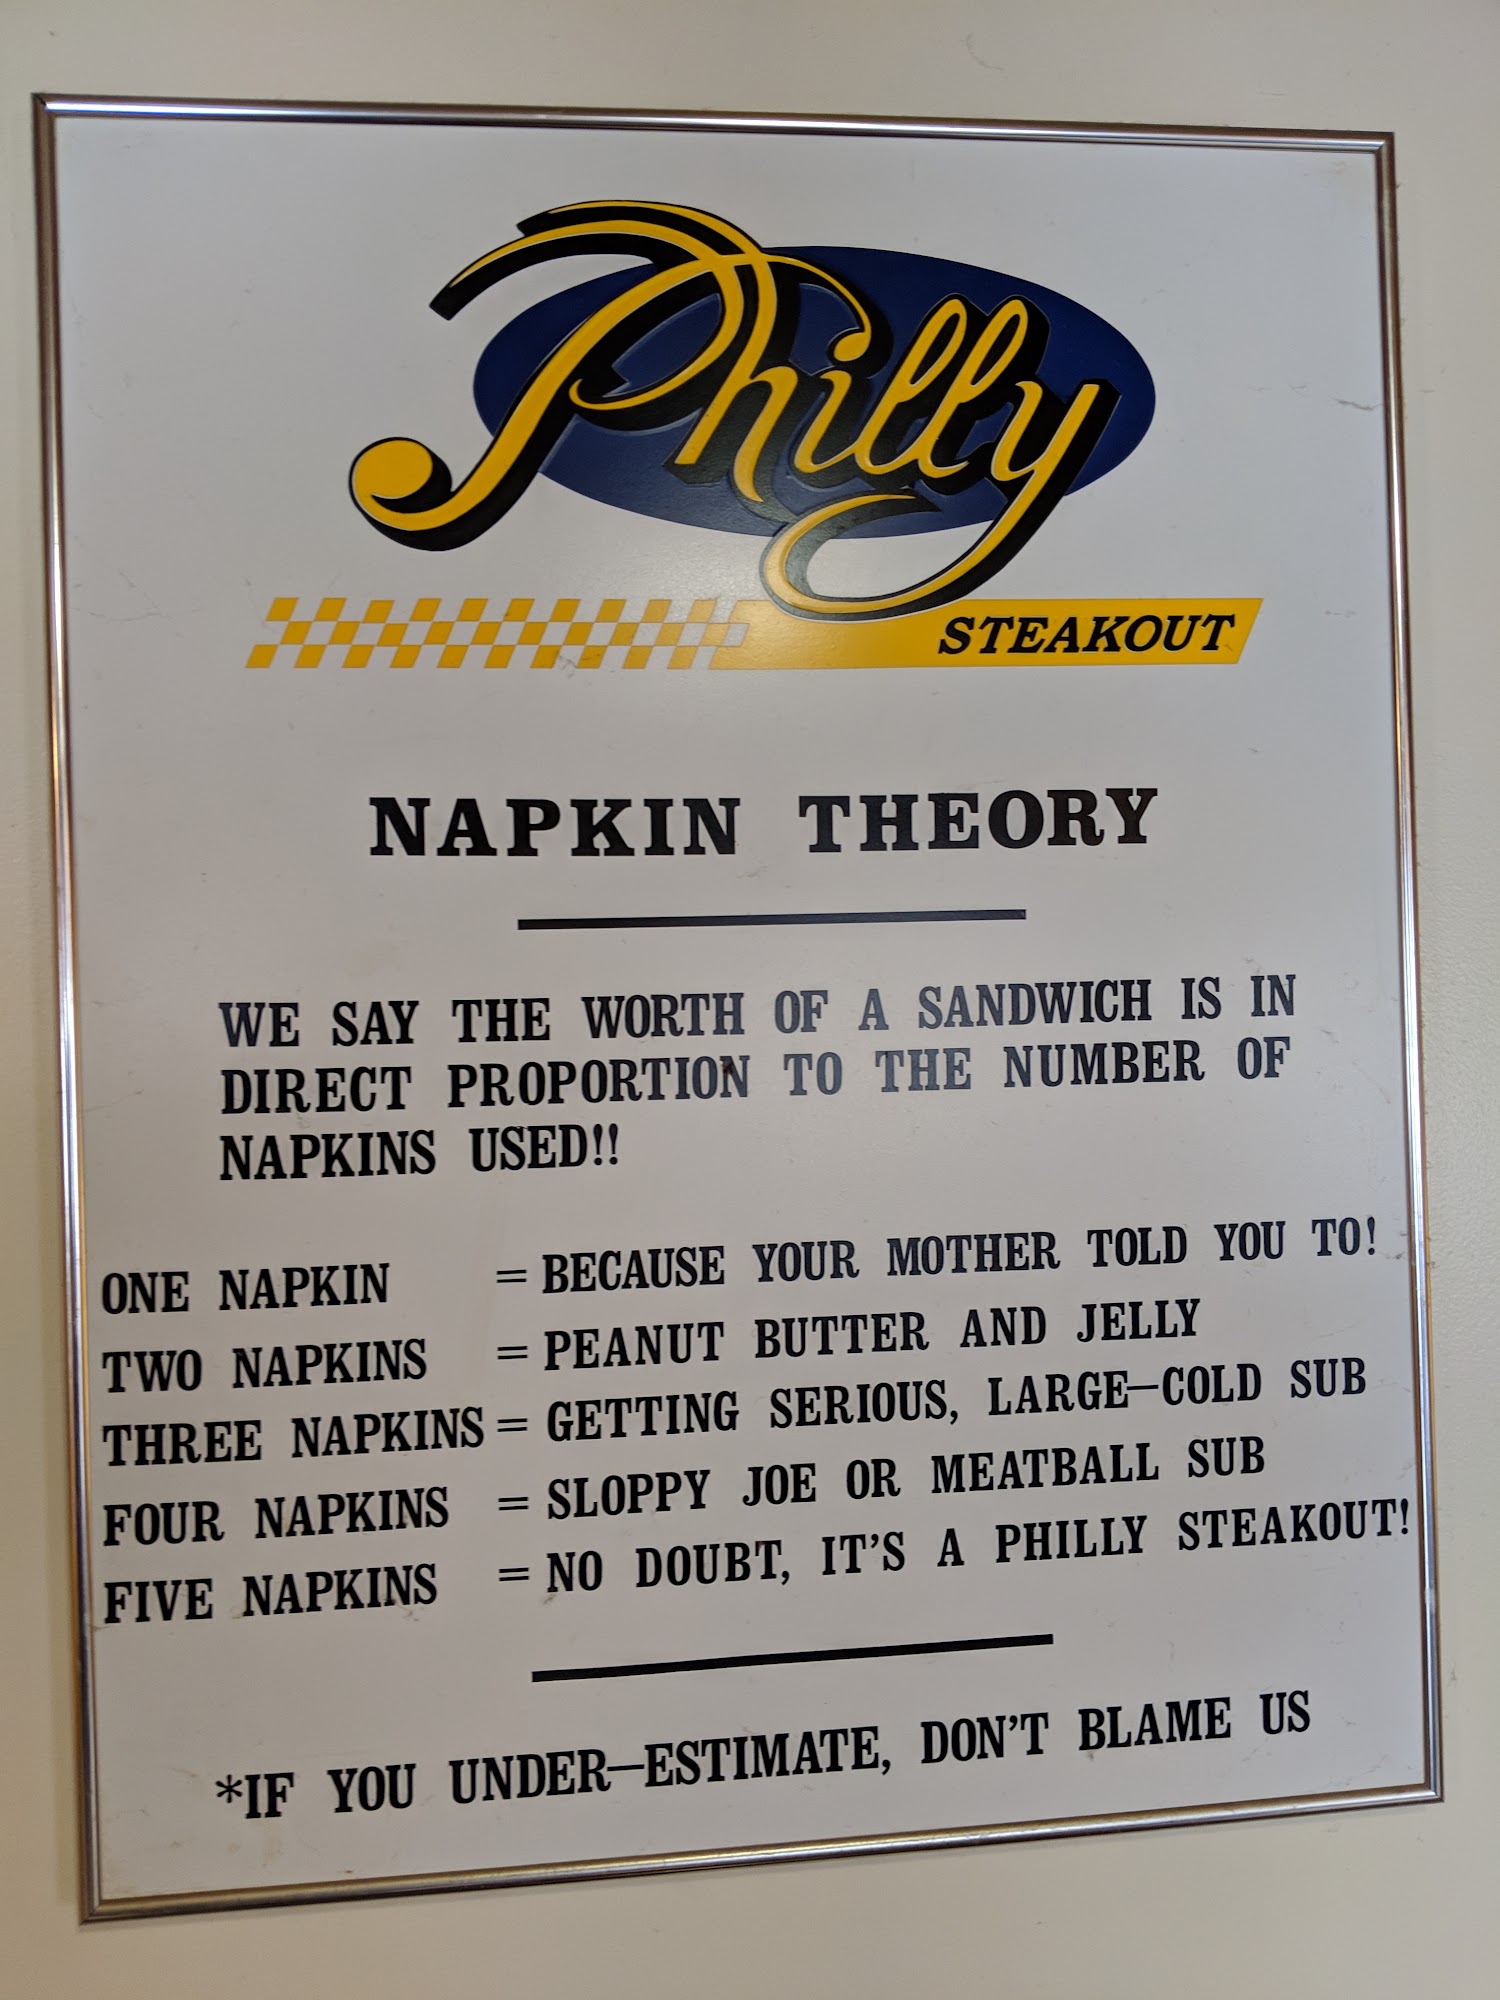 Philly
STEAKOUT
NAPKIN THEORY
WE SAY THE WORTH OF A SANDWICH IS IN
DIRECT PROPORTION TO THE NUMBER OF
NAPKINS USED!!
ONE NAPKIN = BECAUSE YOUR MOTHER TOLD YOU TO!
TWO NAPKINS = PEANUT BUTTER AND JELLY
THREE NAPKINS = GETTING SERIOUS, LARGE—COLD SUB
FOUR NAPKINS = SLOPPY JOE OR MEATBALL SUB
FIVE NAPKINS = NO DOUBT, IT'S A PHILLY STEAKOUT!
*IF YOU UNDER—ESTIMATE, DON'T BLAME US